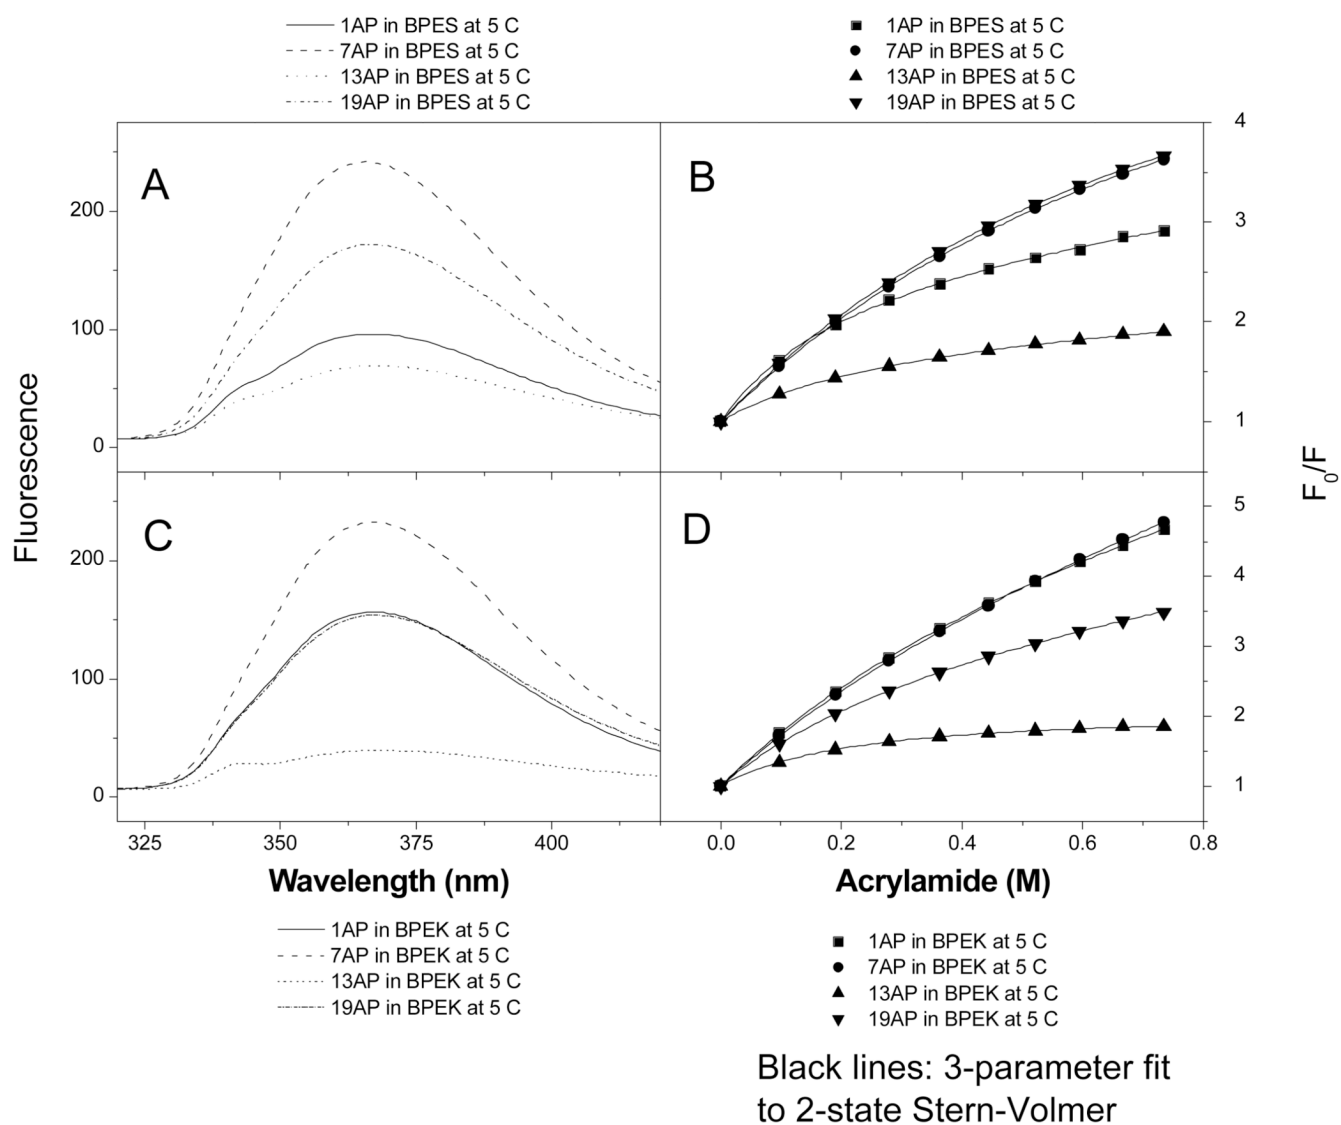 1AP in BPES at 5 C
7AP in BPES at 5 C
13AP in BPES at 5 C
19AP in BPES at 5 C
1AP in BPES at 5 C
7AP in BPES at 5 C
13AP in BPES at 5 C
19AP in BPES at 5 C
A
B
200
100
0
4
3
2
1
Fluorescence
F0/F
C
D
200
100
0
5
4
3
2
1
325
350
375
400
0.0
0.2
0.4
0.6
0.8
Wavelength (nm)
Acrylamide (M)
1AP in BPEK at 5 C
7AP in BPEK at 5 C
13AP in BPEK at 5 C
19AP in BPEK at 5 C
1AP in BPEK at 5 C
7AP in BPEK at 5 C
13AP in BPEK at 5 C
19AP in BPEK at 5 C
Black lines: 3-parameter fit
to 2-state Stern-Volmer